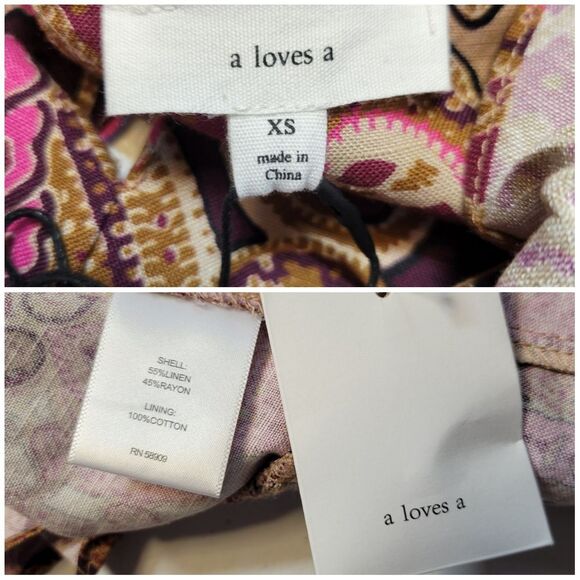 a loves a
XS
made in
China
SHELL:
55%LINEN
45%RAYON
LINING:
100%COTTON
RN 58909
a loves a